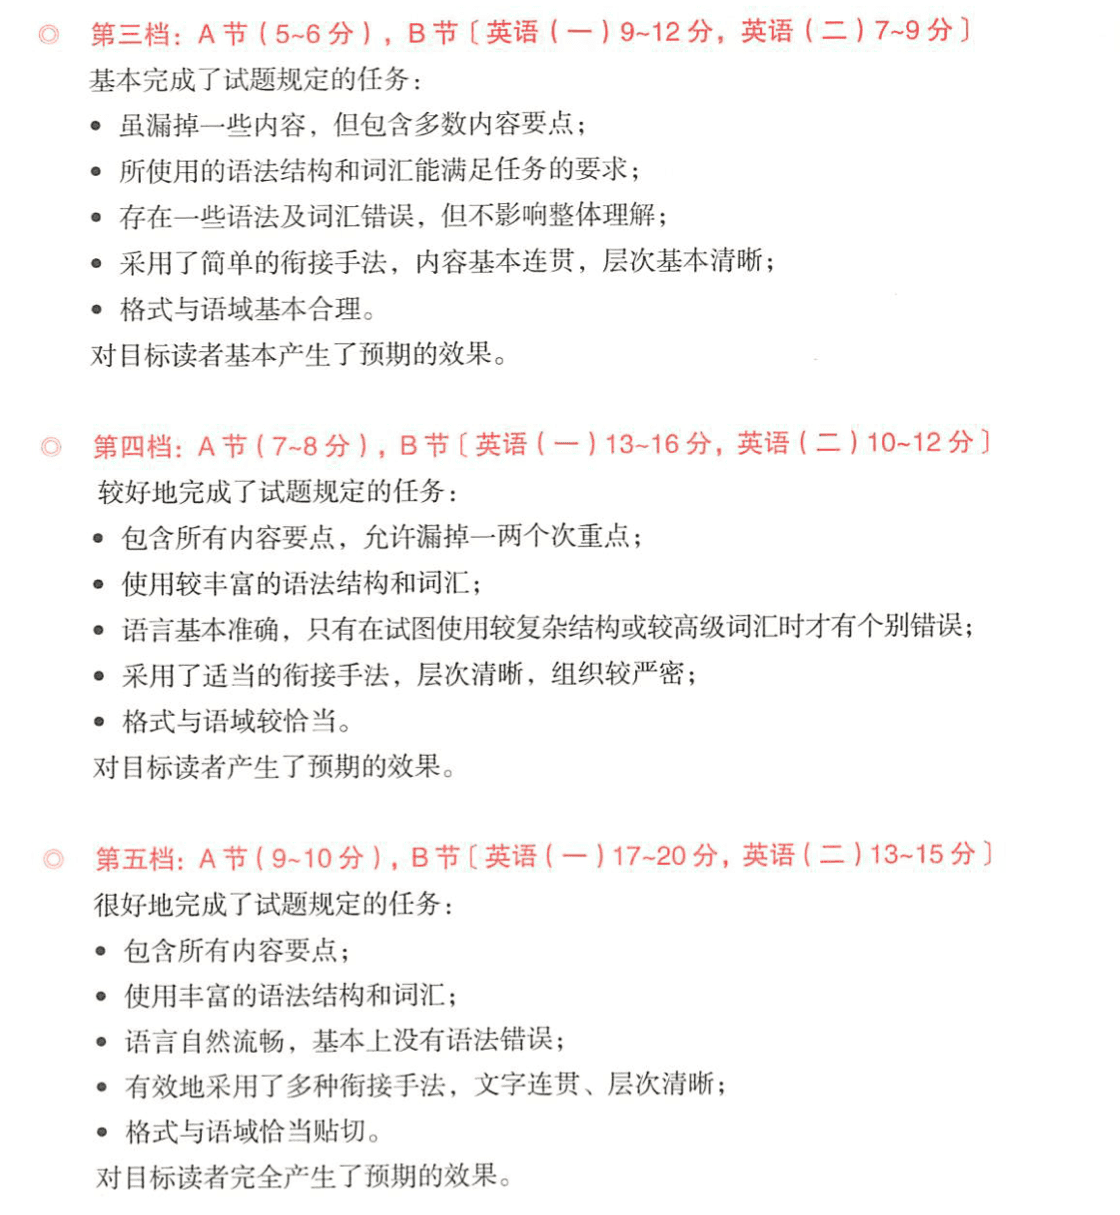 ◎ 第三档：A 节（5~6 分），B 节〔英语（一）9~12 分，英语（二）7~9 分〕
基本完成了试题规定的任务：
• 虽漏掉一些内容，但包含多数内容要点；
• 所使用的语法结构和词汇能满足任务的要求；
• 存在一些语法及词汇错误，但不影响整体理解；
• 采用了简单的衔接手法，内容基本连贯，层次基本清晰；
• 格式与语域基本合理。
对目标读者基本产生了预期的效果。
◎ 第四档：A 节（7~8 分），B 节〔英语（一）13~16 分，英语（二）10~12 分〕
较好地完成了试题规定的任务：
• 包含所有内容要点，允许漏掉一两个次重点；
• 使用较丰富的语法结构和词汇；
• 语言基本准确，只有在试图使用较复杂结构或较高级词汇时才有个别错误；
• 采用了适当的衔接手法，层次清晰，组织较严密；
• 格式与语域较恰当。
对目标读者产生了预期的效果。
◎ 第五档：A 节（9~10 分），B 节〔英语（一）17~20 分，英语（二）13~15 分〕
很好地完成了试题规定的任务：
• 包含所有内容要点；
• 使用丰富的语法结构和词汇；
• 语言自然流畅，基本上没有语法错误；
• 有效地采用了多种衔接手法，文字连贯、层次清晰；
• 格式与语域恰当贴切。
对目标读者完全产生了预期的效果。